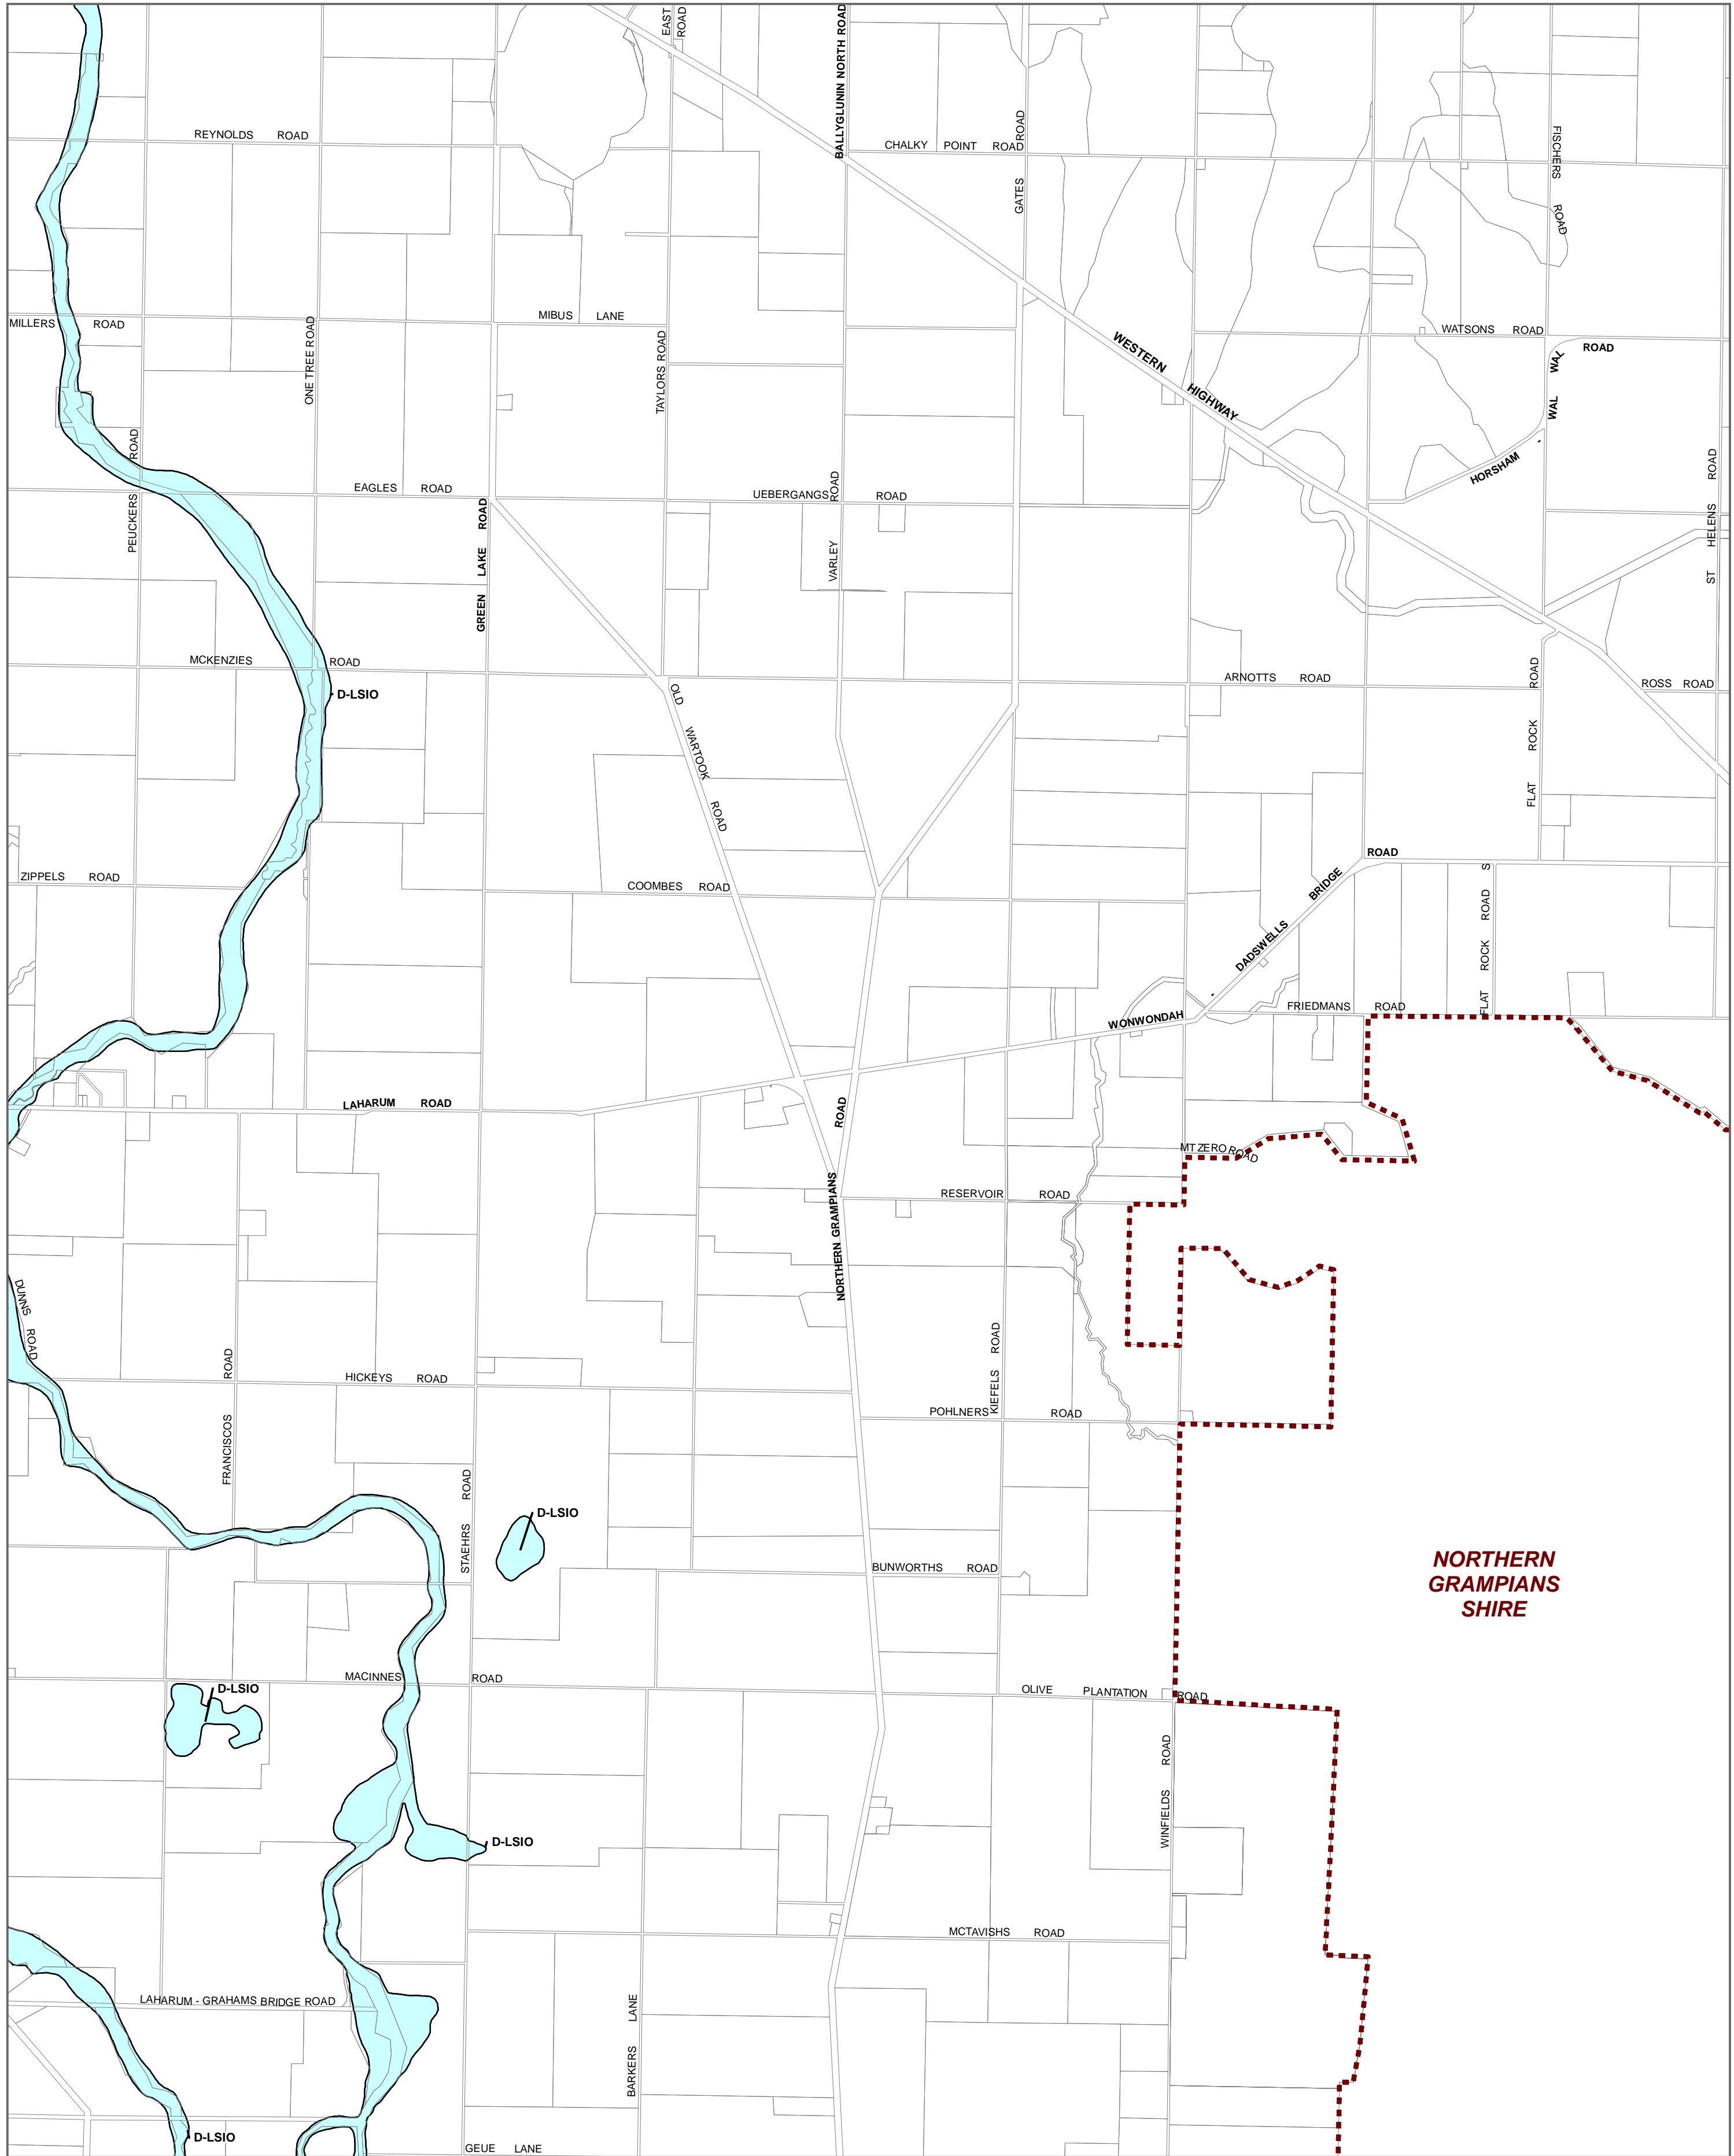 EAST ROAD
BALLYGLUNIN NORTH ROAD
REYNOLDS ROAD
CHALKY POINT ROAD
GATES ROAD
FISCHERS ROAD
MILLERS ROAD
MIBUS LANE
ONE TREE ROAD
TAYLORS ROAD
WESTERN HIGHWAY
WATSONS ROAD
WAL WAL ROAD
HORSHAM
PEUCKERS ROAD
EAGLES ROAD
GREEN LAKE ROAD
UEBERGANGS ROAD
VARLEY ROAD
ST HELENS ROAD
MCKENZIES ROAD
D-LSIO
OLD WARTOOK ROAD
ARNOTTS ROAD
FLAT ROCK ROAD
ROSS ROAD
ZIPPELS ROAD
COOMBES ROAD
DADSWELLS BRIDGE ROAD
FLAT ROCK ROAD S
WONWONDAH
FRIEDMANS ROAD
LAHARUM ROAD
MT ZERO ROAD
NORTHERN GRAMPIANS ROAD
RESERVOIR ROAD
DUNNS ROAD
FRANCISCOS ROAD
HICKEYS ROAD
KIEFELS ROAD
POHLNERS ROAD
STAEHRS ROAD
D-LSIO
BUNWORTHS ROAD
NORTHERN
GRAMPIANS
SHIRE
MACINNES ROAD
D-LSIO
OLIVE PLANTATION ROAD
WINFIELDS ROAD
D-LSIO
MCTAVISHS ROAD
LAHARUM - GRAHAMS BRIDGE ROAD
BARKERS LANE
D-LSIO
GEUE LANE